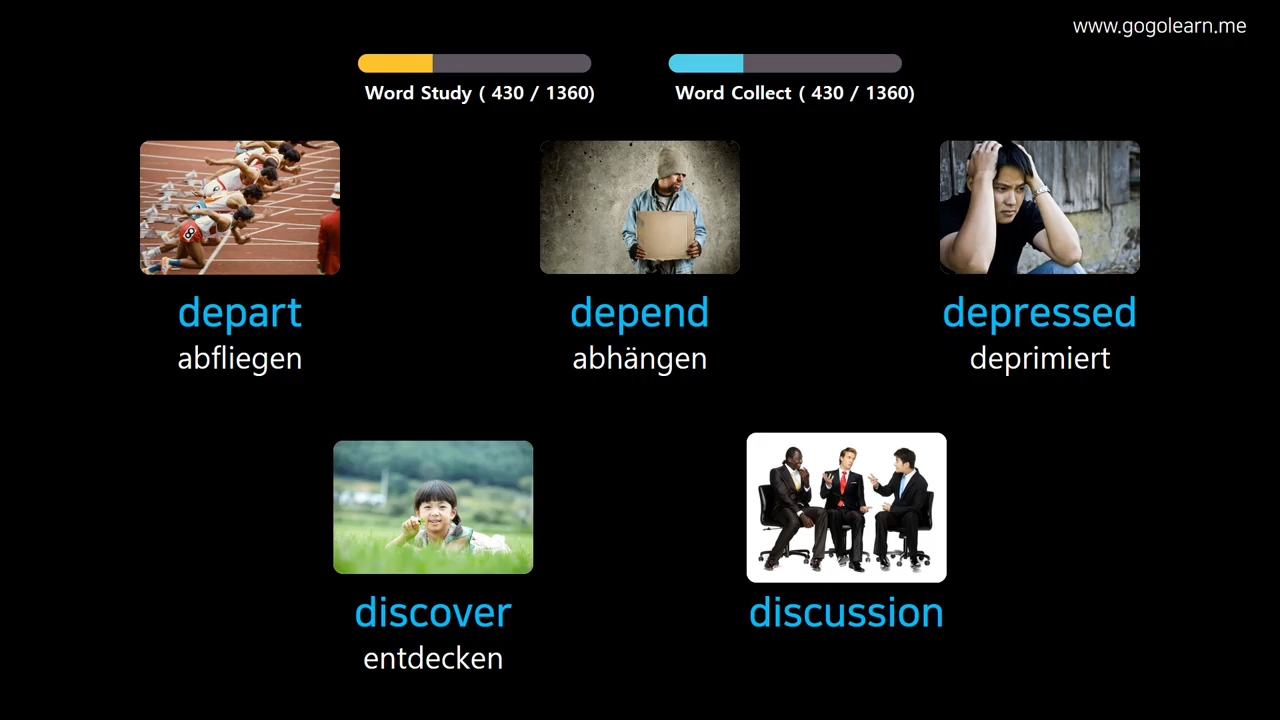 www.gogolearn.me
Word Study ( 430 / 1360)
Word Collect ( 430 / 1360)
8
depart
abfliegen
depend
abhängen
depressed
deprimiert
discover
entdecken
discussion